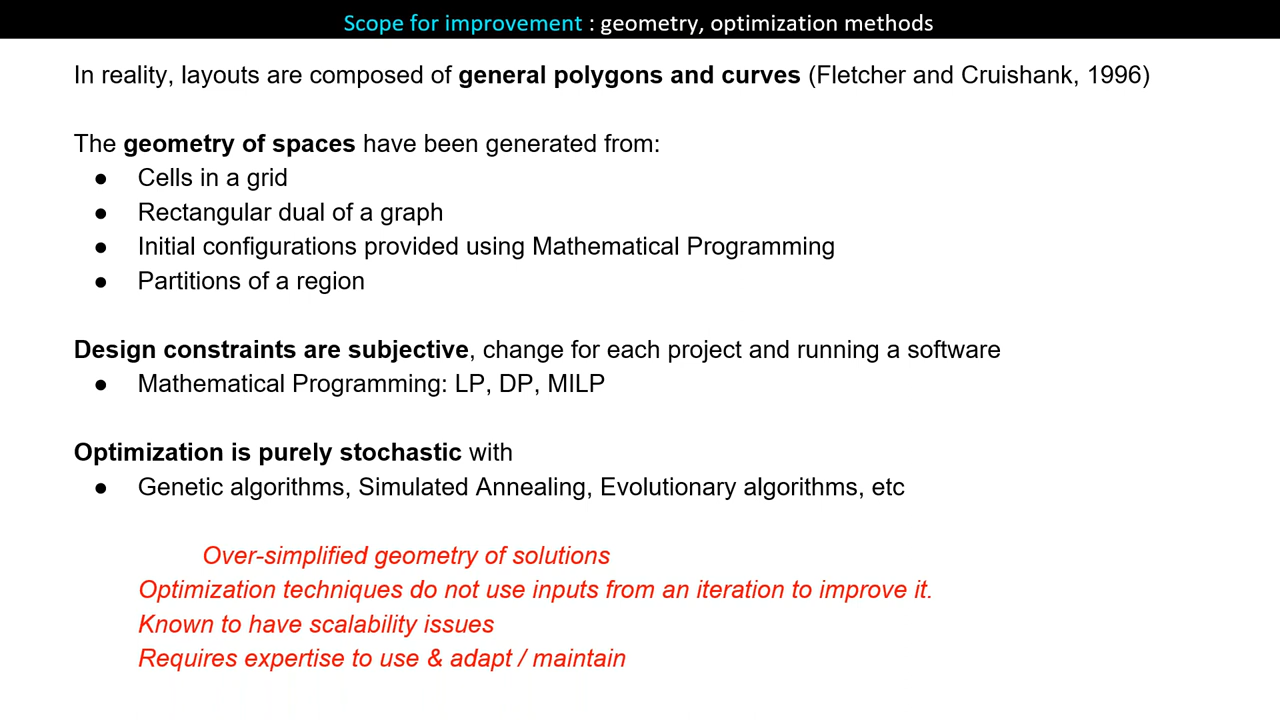 Scope for improvement : geometry, optimization methods
In reality, layouts are composed of general polygons and curves (Fletcher and Cruishank, 1996)
The geometry of spaces have been generated from:
● Cells in a grid
● Rectangular dual of a graph
● Initial configurations provided using Mathematical Programming
● Partitions of a region
Design constraints are subjective, change for each project and running a software
● Mathematical Programming: LP, DP, MILP
Optimization is purely stochastic with
● Genetic algorithms, Simulated Annealing, Evolutionary algorithms, etc
Over-simplified geometry of solutions
Optimization techniques do not use inputs from an iteration to improve it.
Known to have scalability issues
Requires expertise to use & adapt / maintain